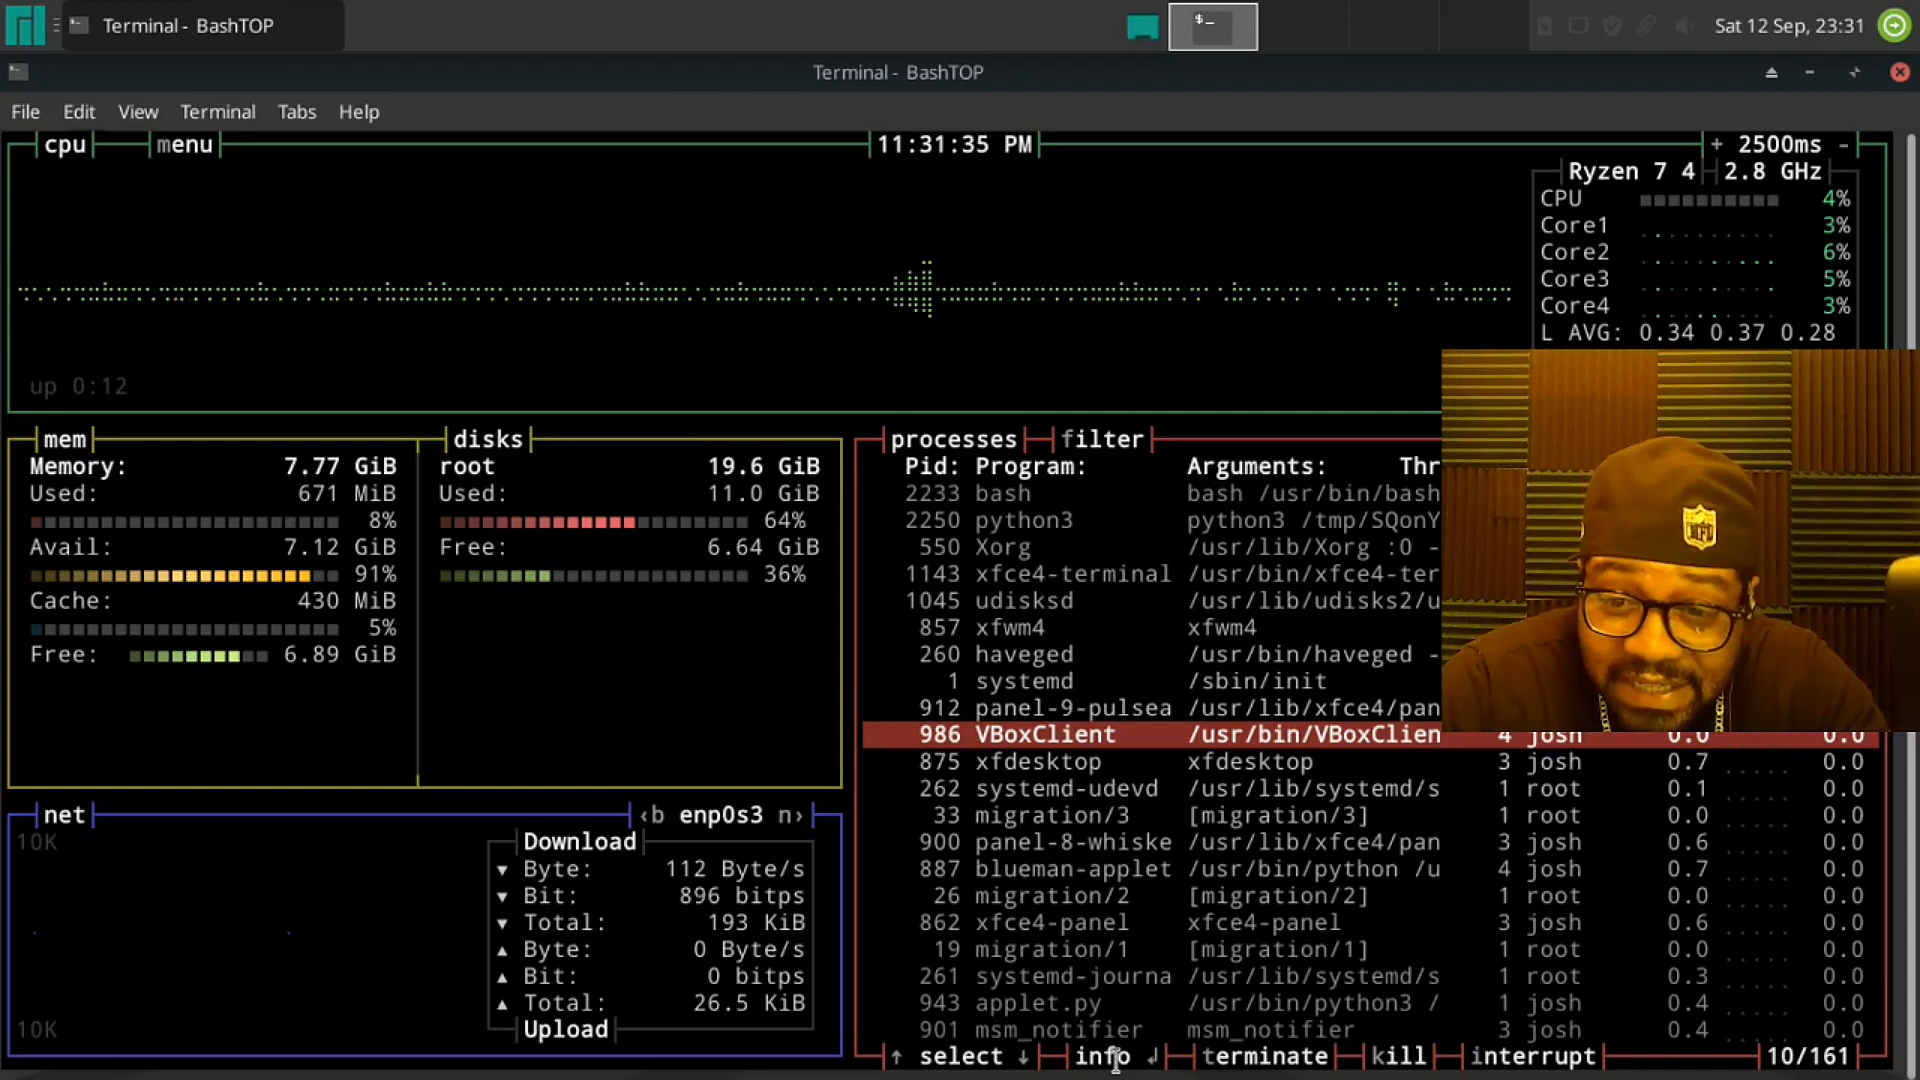 Terminal - BashTOP
$_
Sat 12 Sep, 23:31
Terminal - BashTOP
File Edit View Terminal Tabs Help
cpu menu 11:31:35 PM + 2500ms -
Ryzen 7 4 2.8 GHz
CPU 4%
Core1 3%
Core2 6%
Core3 5%
Core4 3%
L AVG: 0.34 0.37 0.28
up 0:12
mem
Memory: 7.77 GiB
Used: 671 MiB
8%
Avail: 7.12 GiB
91%
Cache: 430 MiB
5%
Free: 6.89 GiB
disks
root 19.6 GiB
Used: 11.0 GiB
64%
Free: 6.64 GiB
36%
net ‹b enp0s3 n›
10K
10K
Download
▼ Byte: 112 Byte/s
▼ Bit: 896 bitps
▼ Total: 193 KiB
▲ Byte: 0 Byte/s
▲ Bit: 0 bitps
▲ Total: 26.5 KiB
Upload
processes filter
Pid: Program: Arguments: Thr
2233 bash bash /usr/bin/bash
2250 python3 python3 /tmp/SQonY
550 Xorg /usr/lib/Xorg :0 -
1143 xfce4-terminal /usr/bin/xfce4-ter
1045 udisksd /usr/lib/udisks2/u
857 xfwm4 xfwm4
260 haveged /usr/bin/haveged -
1 systemd /sbin/init
912 panel-9-pulsea /usr/lib/xfce4/pan
986 VBoxClient /usr/bin/VBoxClien 4 josh 0.0 0.0
875 xfdesktop xfdesktop 3 josh 0.7 0.0
262 systemd-udevd /usr/lib/systemd/s 1 root 0.1 0.0
33 migration/3 [migration/3] 1 root 0.0 0.0
900 panel-8-whiske /usr/lib/xfce4/pan 3 josh 0.6 0.0
887 blueman-applet /usr/bin/python /u 4 josh 0.7 0.0
26 migration/2 [migration/2] 1 root 0.0 0.0
862 xfce4-panel xfce4-panel 3 josh 0.6 0.0
19 migration/1 [migration/1] 1 root 0.0 0.0
261 systemd-journa /usr/lib/systemd/s 1 root 0.3 0.0
943 applet.py /usr/bin/python3 / 1 josh 0.4 0.0
901 msm_notifier msm_notifier 3 josh 0.4 0.0
↑ select ↓ info ↲ terminate kill interrupt 10/161
NFL